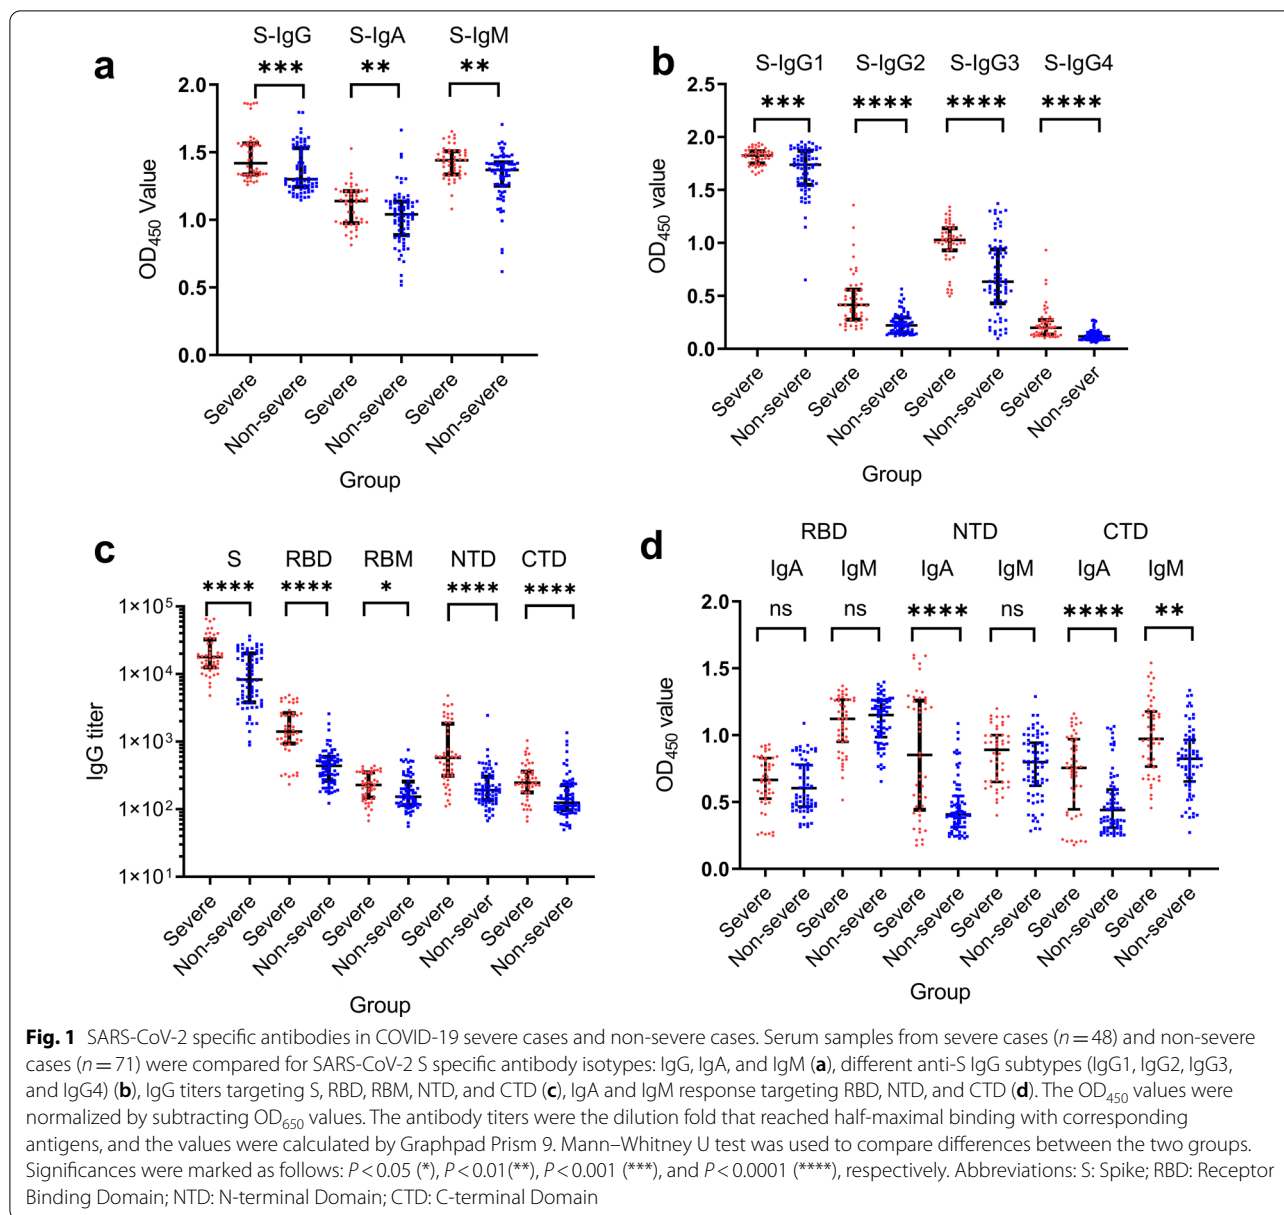 a
S-IgG S-IgA S-IgM
*** ** **
2.0
1.5
1.0
0.5
0.0
OD450 Value
Severe Non-severe Severe Non-severe Severe Non-severe
Group
b
S-IgG1 S-IgG2 S-IgG3 S-IgG4
*** **** **** ****
2.5
2.0
1.5
1.0
0.5
0.0
OD450 value
Severe Non-severe Severe Non-severe Severe Non-severe Severe Non-sever
Group
c
S RBD RBM NTD CTD
**** **** * **** ****
1×10⁵
1×10⁴
1×10³
1×10²
1×10¹
IgG titer
Severe Non-severe Severe Non-severe Severe Non-severe Severe Non-sever Severe Non-severe
Group
d
RBD NTD CTD
IgA IgM IgA IgM IgA IgM
ns ns **** ns **** **
2.0
1.5
1.0
0.5
0.0
OD450 value
Severe Non-severe Severe Non-severe Severe Non-severe Severe Non-severe Severe Non-severe Severe Non-severe
Group
Fig. 1 SARS-CoV-2 specific antibodies in COVID-19 severe cases and non-severe cases. Serum samples from severe cases (n = 48) and non-severe
cases (n = 71) were compared for SARS-CoV-2 S specific antibody isotypes: IgG, IgA, and IgM (a), different anti-S IgG subtypes (IgG1, IgG2, IgG3,
and IgG4) (b), IgG titers targeting S, RBD, RBM, NTD, and CTD (c), IgA and IgM response targeting RBD, NTD, and CTD (d). The OD450 values were
normalized by subtracting OD650 values. The antibody titers were the dilution fold that reached half-maximal binding with corresponding
antigens, and the values were calculated by Graphpad Prism 9. Mann–Whitney U test was used to compare differences between the two groups.
Significances were marked as follows: P < 0.05 (*), P < 0.01(**), P < 0.001 (***), and P < 0.0001 (****), respectively. Abbreviations: S: Spike; RBD: Receptor
Binding Domain; NTD: N-terminal Domain; CTD: C-terminal Domain